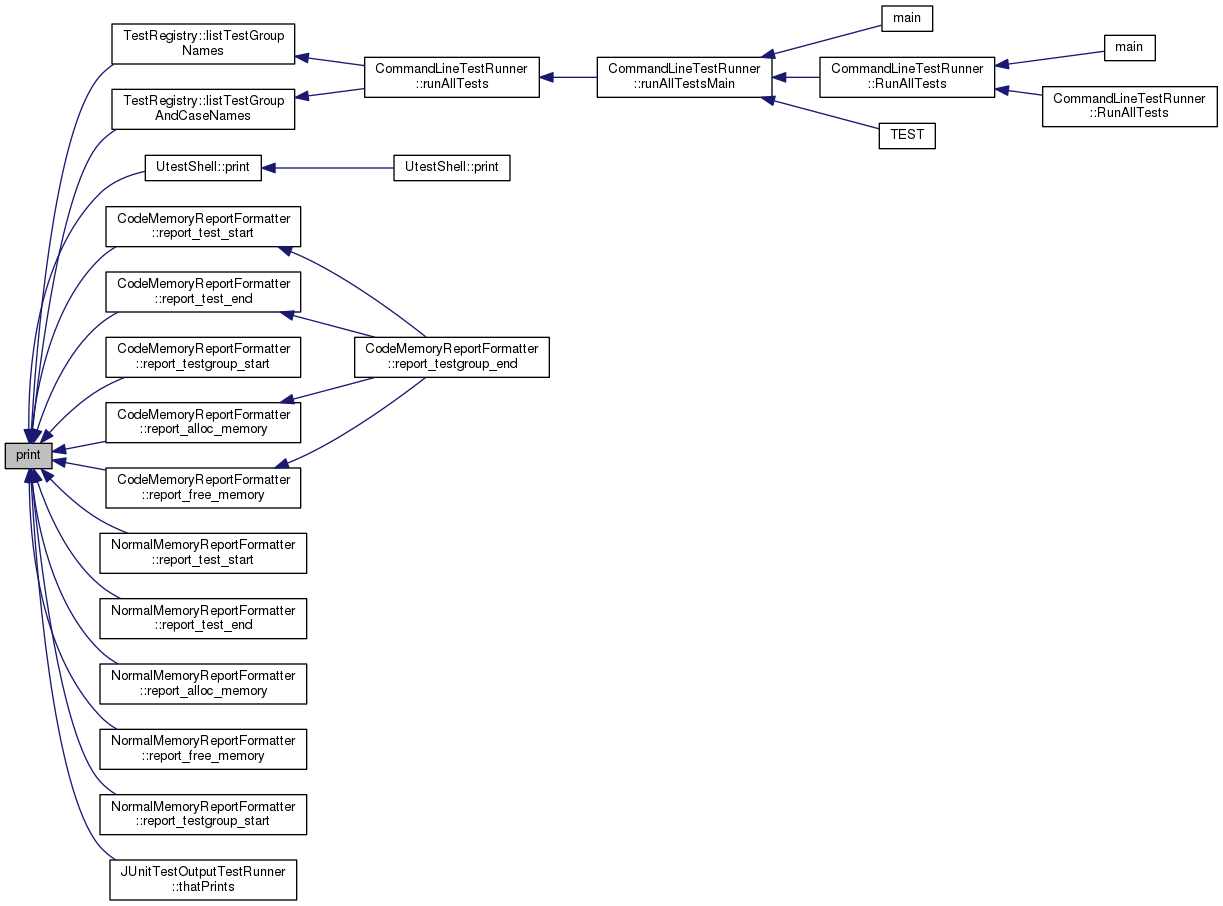 main
TestRegistry::listTestGroup
Names
main
CommandLineTestRunner
::runAllTests
CommandLineTestRunner
::runAllTestsMain
CommandLineTestRunner
::RunAllTests
CommandLineTestRunner
::RunAllTests
TestRegistry::listTestGroup
AndCaseNames
TEST
UtestShell::print
UtestShell::print
CodeMemoryReportFormatter
::report_test_start
CodeMemoryReportFormatter
::report_test_end
CodeMemoryReportFormatter
::report_testgroup_start
CodeMemoryReportFormatter
::report_testgroup_end
CodeMemoryReportFormatter
::report_alloc_memory
print
CodeMemoryReportFormatter
::report_free_memory
NormalMemoryReportFormatter
::report_test_start
NormalMemoryReportFormatter
::report_test_end
NormalMemoryReportFormatter
::report_alloc_memory
NormalMemoryReportFormatter
::report_free_memory
NormalMemoryReportFormatter
::report_testgroup_start
JUnitTestOutputTestRunner
::thatPrints